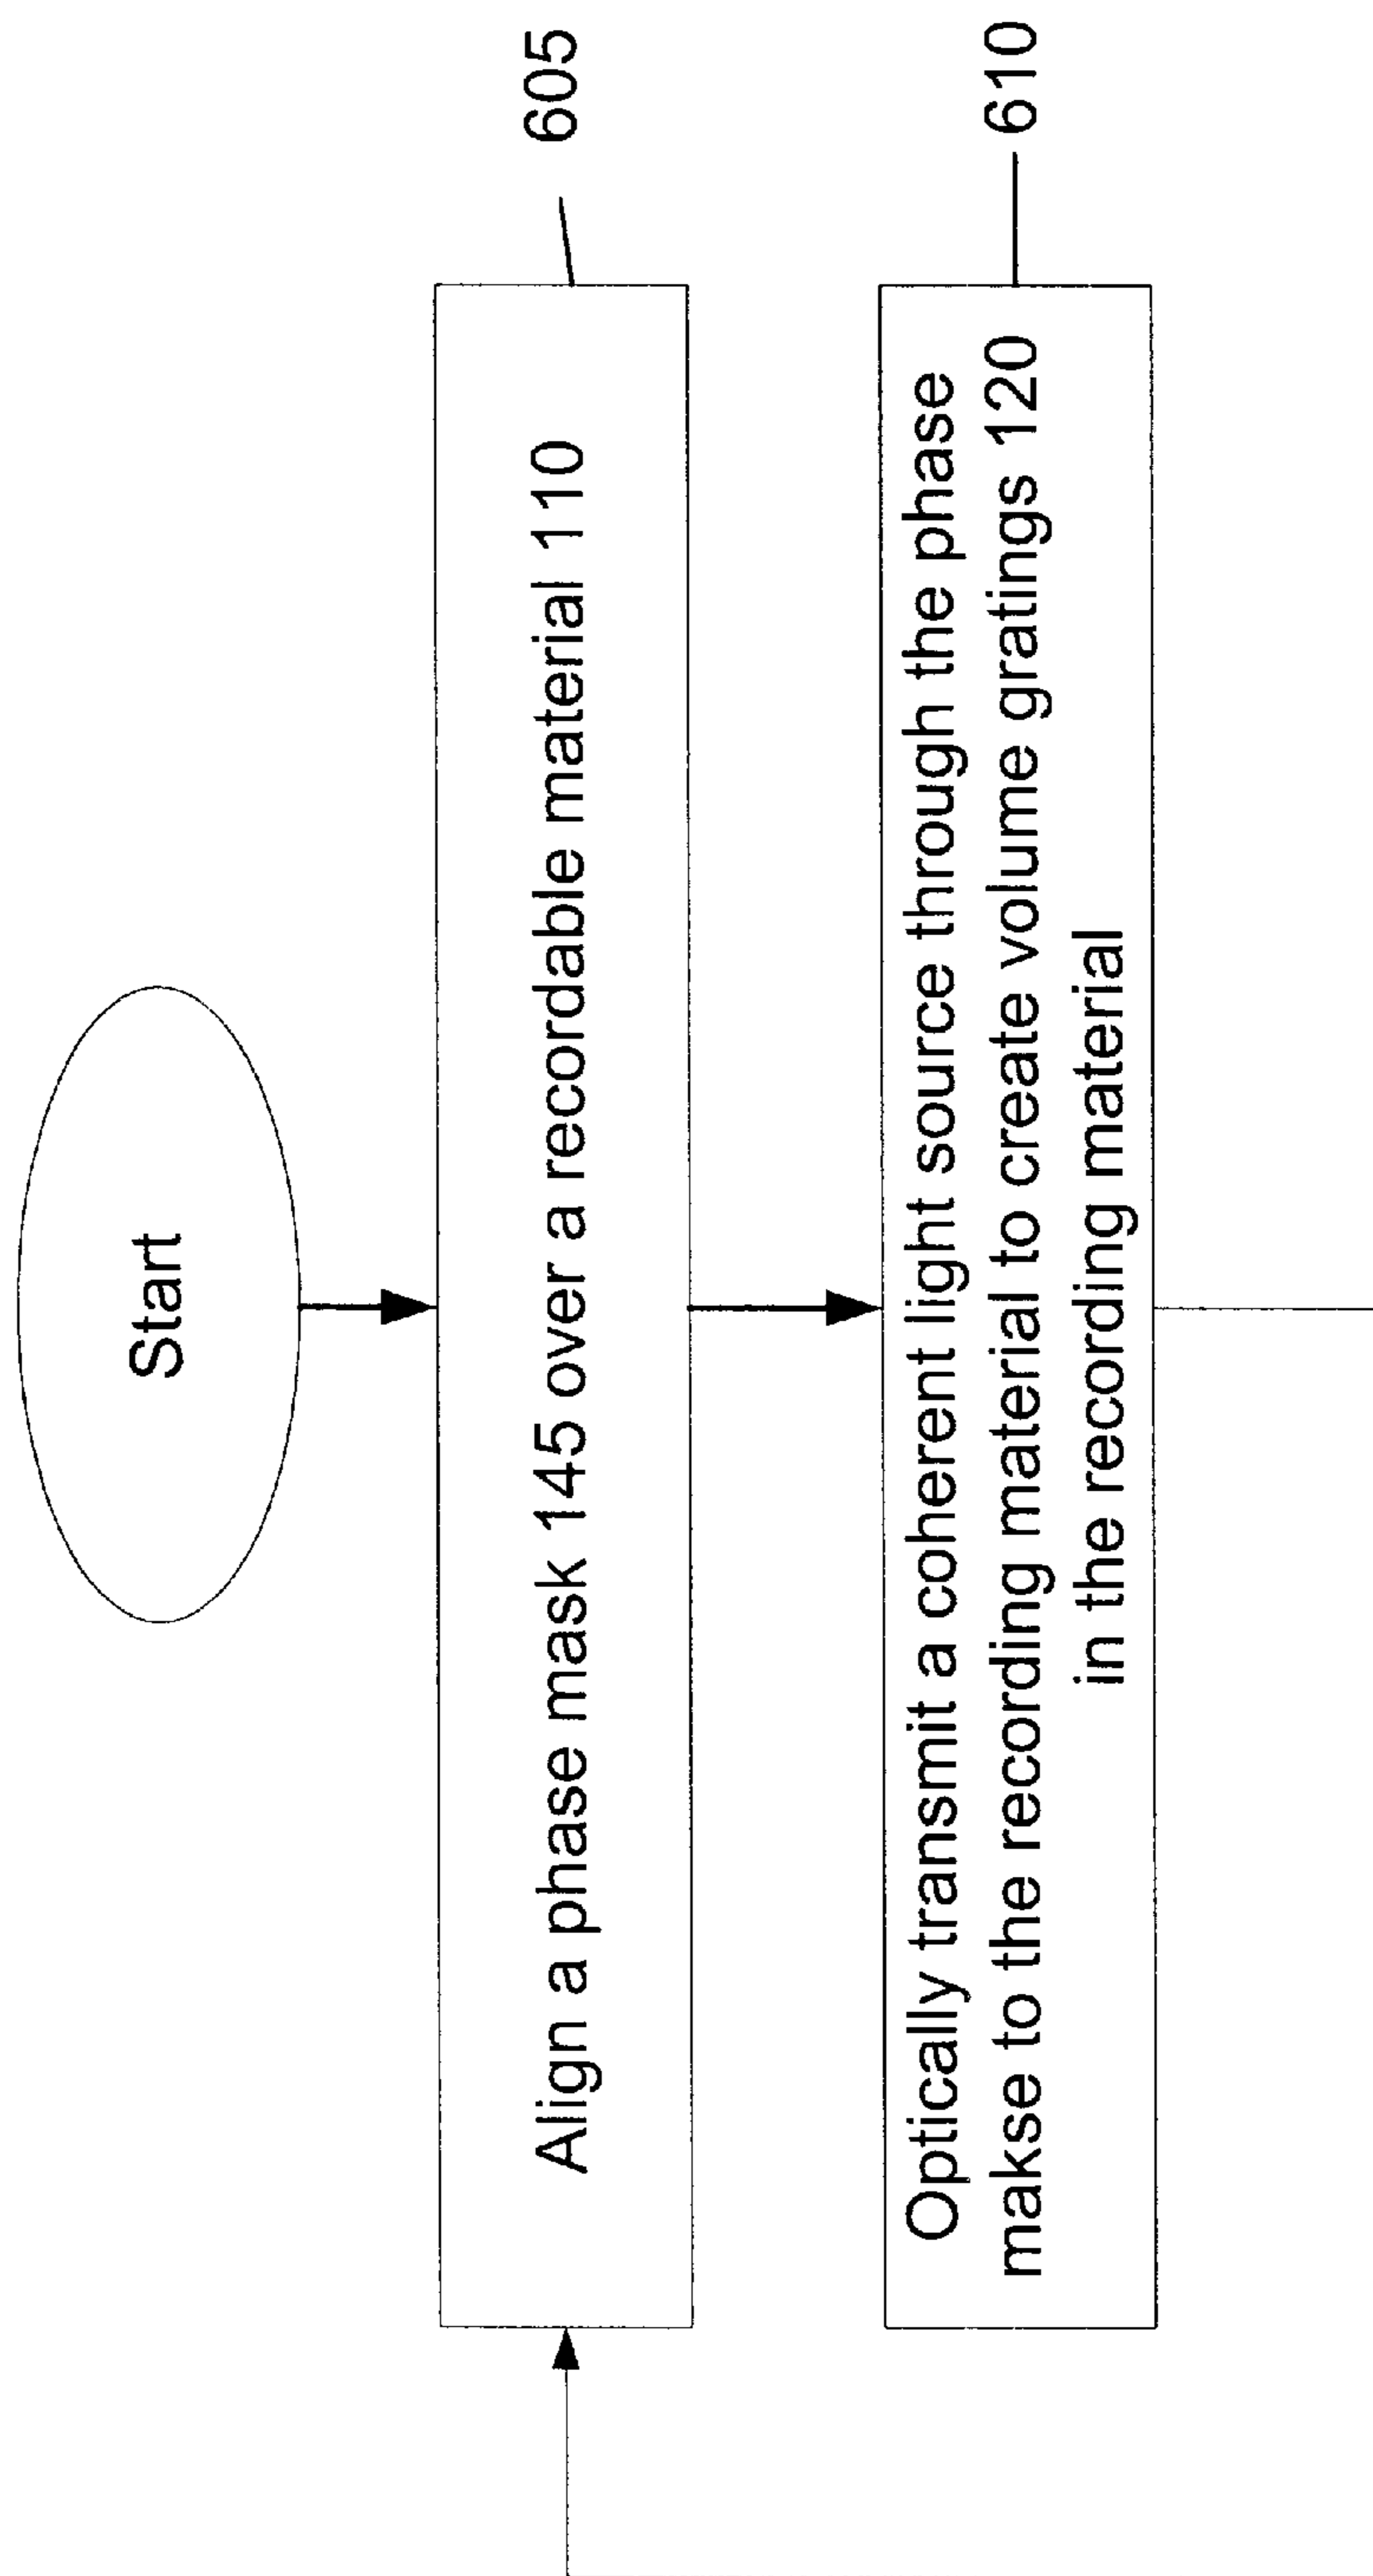 Start
Align a phase mask 145 over a recordable material 110
605
Optically transmit a coherent light source through the phase
makse to the recording material to create volume gratings 120
in the recording material
610